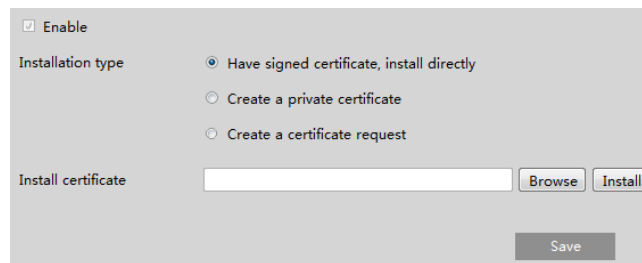 Enable
Installation type
Have signed certificate, install directly
Create a private certificate
Create a certificate request
Install certificate
Browse
Install
Save